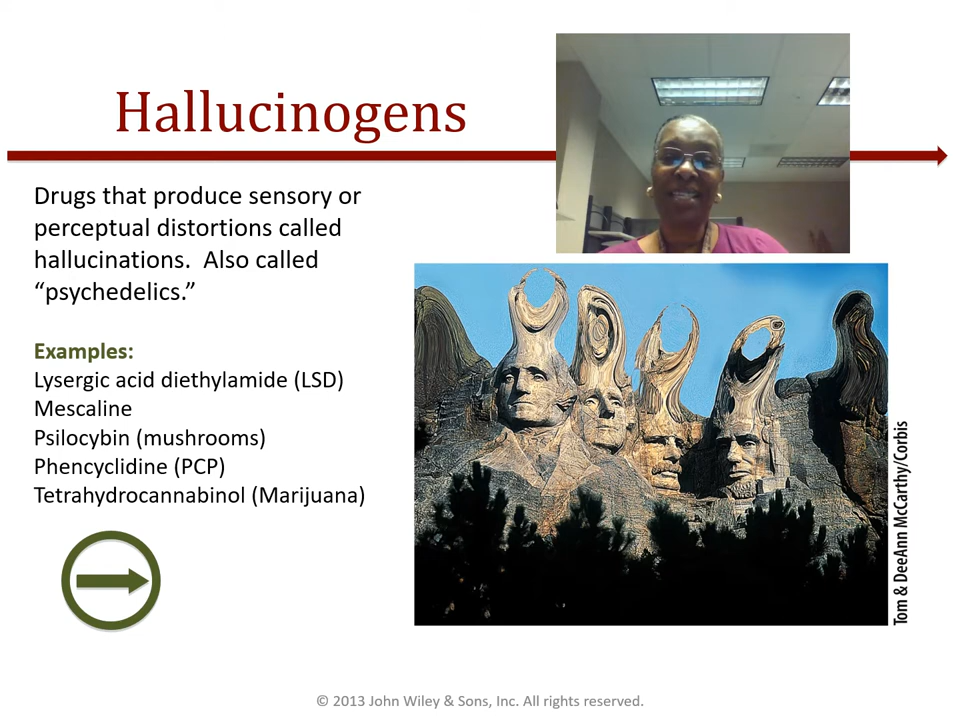 Hallucinogens
Drugs that produce sensory or
perceptual distortions called
hallucinations.  Also called
“psychedelics.”
Examples:
Lysergic acid diethylamide (LSD)
Mescaline
Psilocybin (mushrooms)
Phencyclidine (PCP)
Tetrahydrocannabinol (Marijuana)
Tom & DeeAnn McCarthy/Corbis
© 2013 John Wiley & Sons, Inc. All rights reserved.